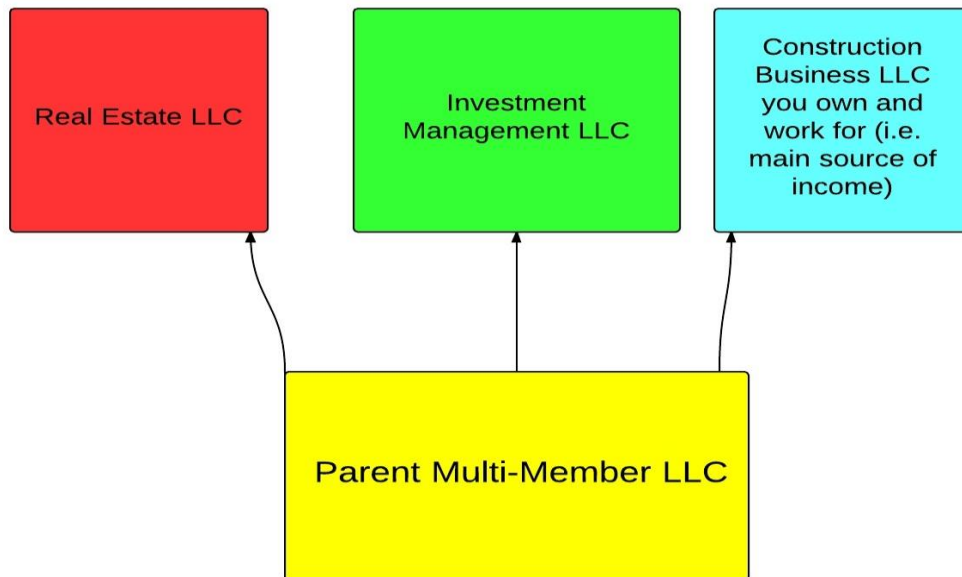 Real Estate LLC
Investment
Management LLC
Construction
Business LLC
you own and
work for (i.e.
main source of
income)
Parent Multi-Member LLC